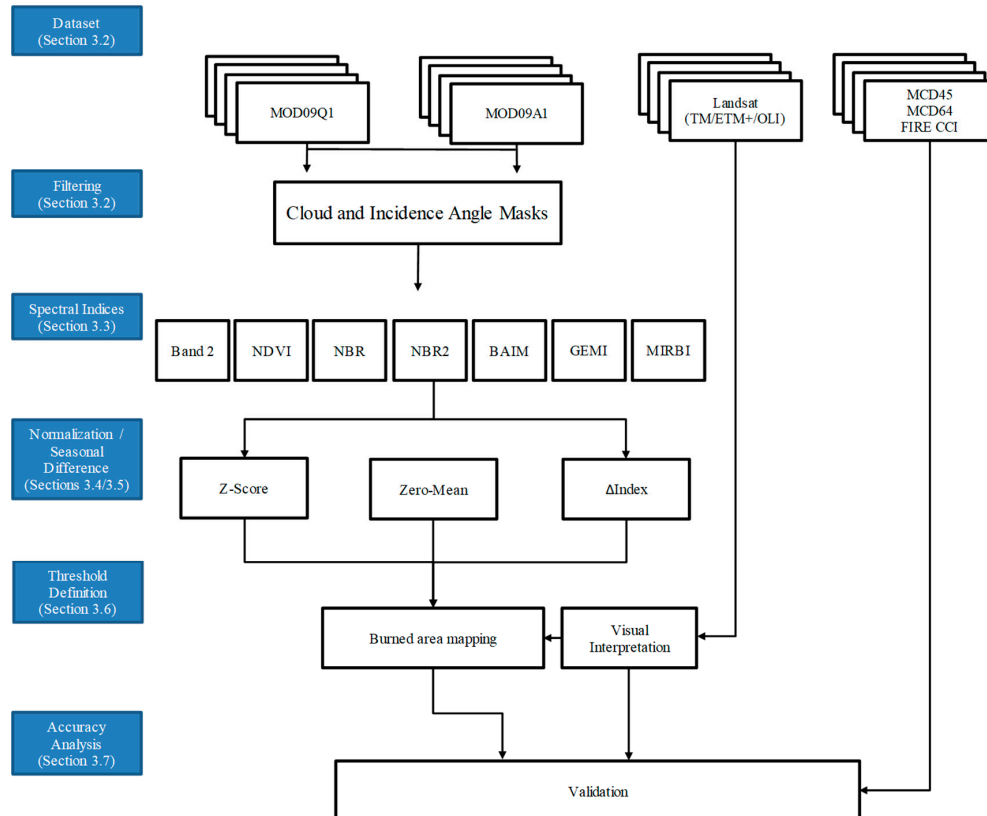 Dataset
(Section 3.2)
MOD09Q1
MOD09A1
Landsat
(TM/ETM+/OLI)
MCD45
MCD64
FIRE CCI
Filtering
(Section 3.2)
Cloud and Incidence Angle Masks
Spectral Indices
(Section 3.3)
Band 2
NDVI
NBR
NBR2
BAIM
GEMI
MIRBI
Normalization /
Seasonal
Difference
(Sections 3.4/3.5)
Z-Score
Zero-Mean
ΔIndex
Threshold
Definition
(Section 3.6)
Burned area mapping
Visual
Interpretation
Accuracy
Analysis
(Section 3.7)
Validation